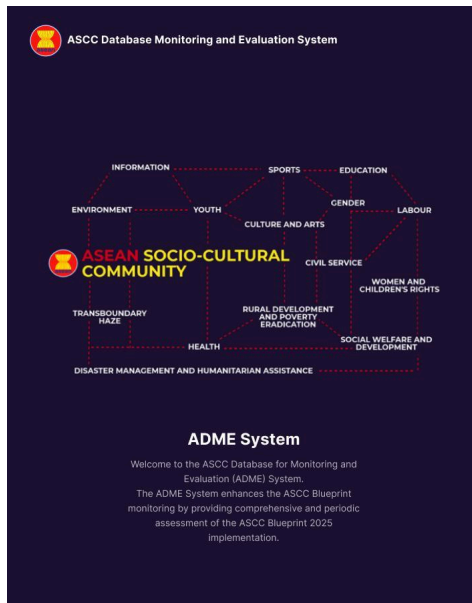 ASCC Database Monitoring and Evaluation System
INFORMATION
SPORTS
EDUCATION
ENVIRONMENT
YOUTH
GENDER
LABOUR
CULTURE AND ARTS
ASEAN SOCIO-CULTURAL
COMMUNITY
CIVIL SERVICE
WOMEN AND
CHILDREN'S RIGHTS
TRANSBOUNDARY
HAZE
RURAL DEVELOPMENT
AND POVERTY
ERADICATION
HEALTH
SOCIAL WELFARE AND
DEVELOPMENT
DISASTER MANAGEMENT AND HUMANITARIAN ASSISTANCE
ADME System
Welcome to the ASCC Database for Monitoring and
Evaluation (ADME) System.
The ADME System enhances the ASCC Blueprint
monitoring by providing comprehensive and periodic
assessment of the ASCC Blueprint 2025
implementation.